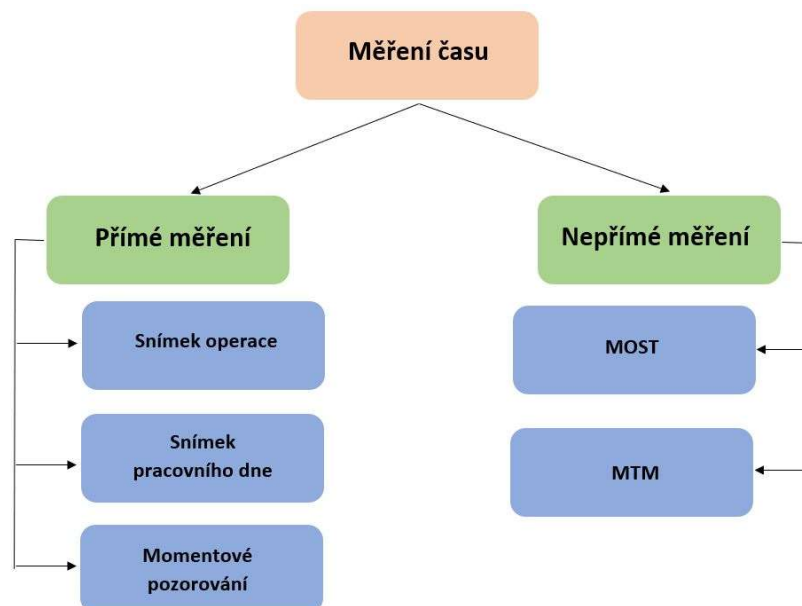 Měření času
Přímé měření
Nepřímé měření
Snímek operace
MOST
Snímek
pracovního dne
MTM
Momentové
pozorování